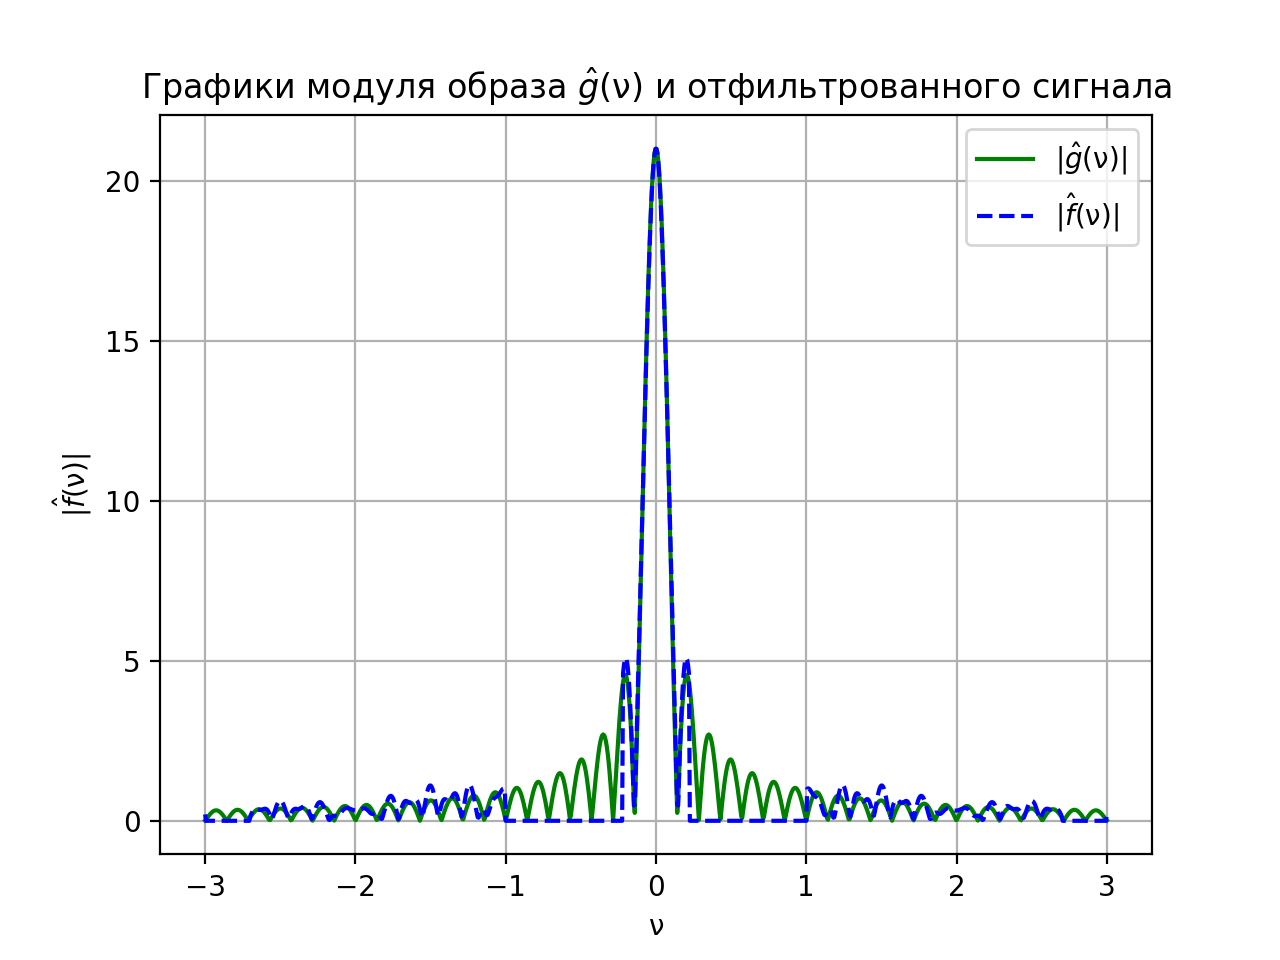 Графики модуля образа ĝ(ν) и отфильтрованного сигнала
|ĝ(ν)|
|f̂(ν)|
|f̂(ν)|
20
15
10
5
0
−3 −2 −1 0 1 2 3
ν